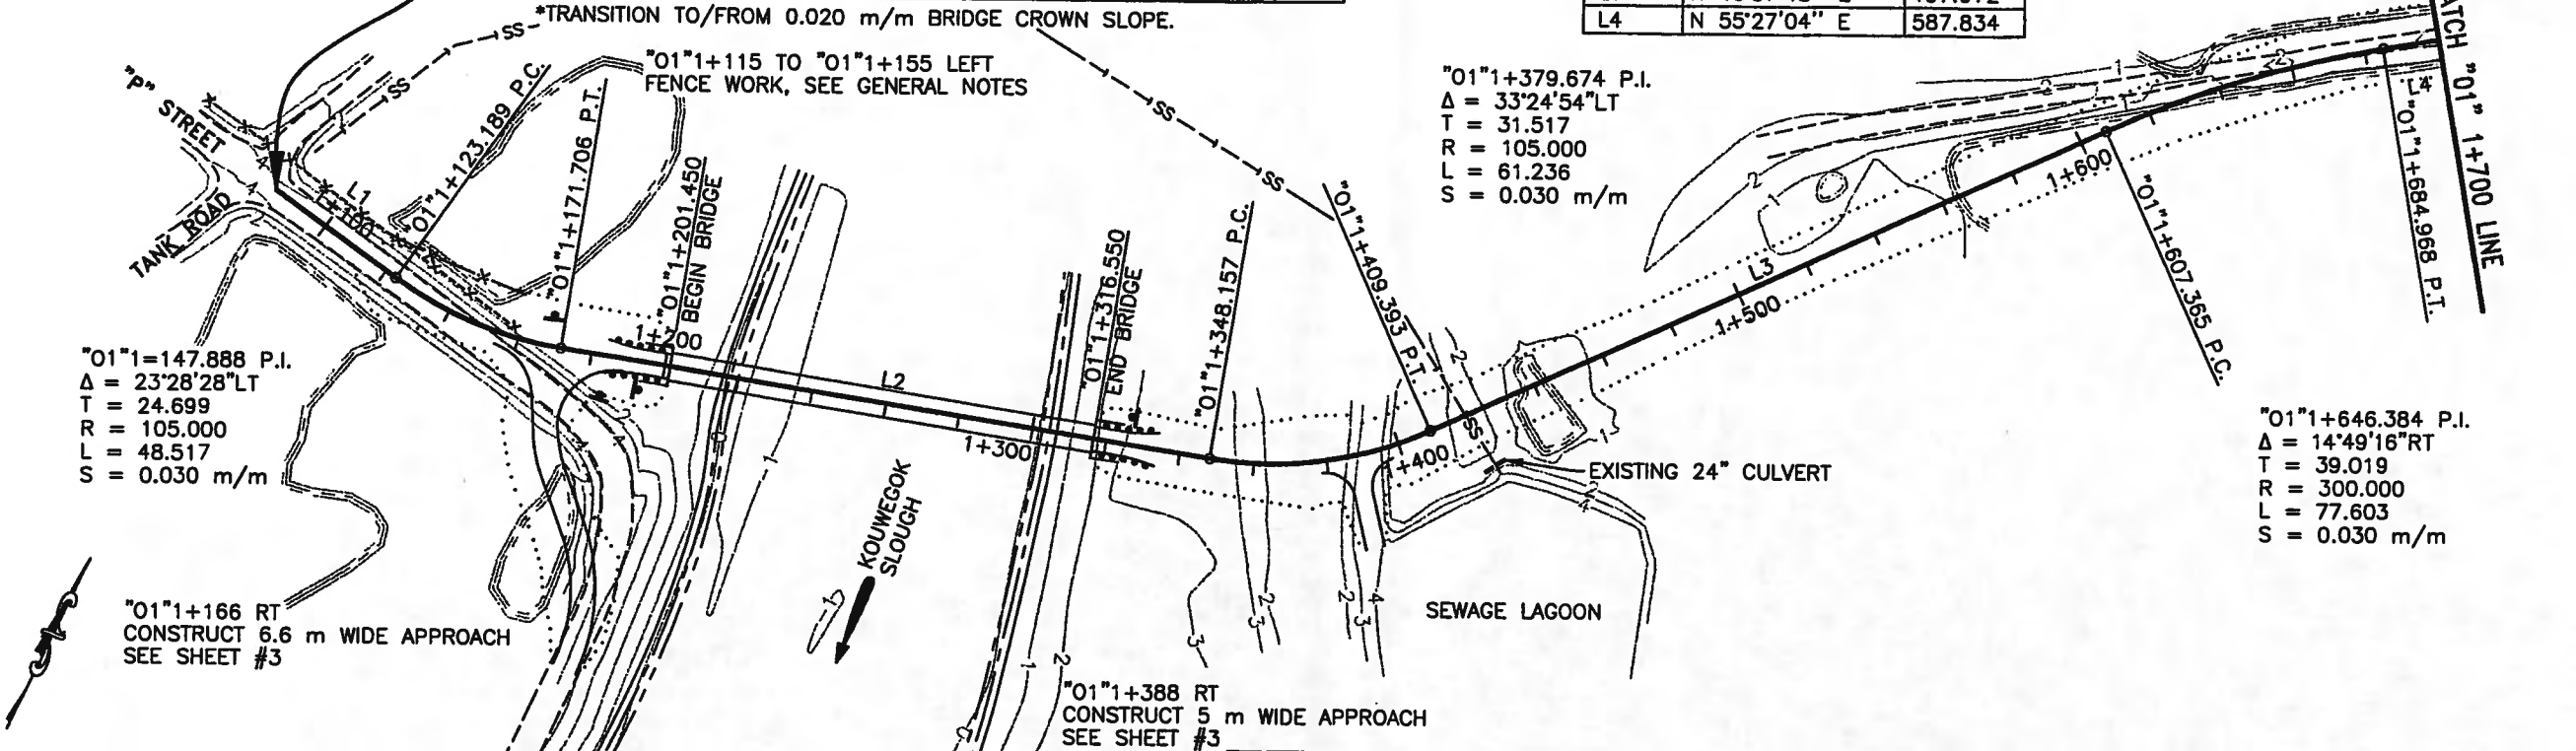 *TRANSITION TO/FROM 0.020 m/m BRIDGE CROWN SLOPE.
L4 N 55°27'04" E 587.834
"01"1+115 TO "01"1+155 LEFT
FENCE WORK, SEE GENERAL NOTES
SS
SS
SS
SS
SS
"P" STREET
TANK ROAD
L1
1+100
"01"1+123.189 P.C.
"01"1+171.706 P.T.
"01"1+201.450
BEGIN BRIDGE
1+200
L2
1+300
"01"1+316.550
END BRIDGE
"01"1+348.157 P.C.
"01"1+409.393 P.T.
+400
"01"1+379.674 P.I.
Δ = 33°24'54"LT
T = 31.517
R = 105.000
L = 61.236
S = 0.030 m/m
L3
1+500
1+600
"01"1+607.365 P.C.
"01"1+684.968 P.T.
L4
ATCH "01" 1+700 LINE
"01"1=147.888 P.I.
Δ = 23°28'28"LT
T = 24.699
R = 105.000
L = 48.517
S = 0.030 m/m
"01"1+646.384 P.I.
Δ = 14°49'16"RT
T = 39.019
R = 300.000
L = 77.603
S = 0.030 m/m
EXISTING 24" CULVERT
KOUWEGOK
SLOUGH
SEWAGE LAGOON
"01"1+166 RT
CONSTRUCT 6.6 m WIDE APPROACH
SEE SHEET #3
"01"1+388 RT
CONSTRUCT 5 m WIDE APPROACH
SEE SHEET #3